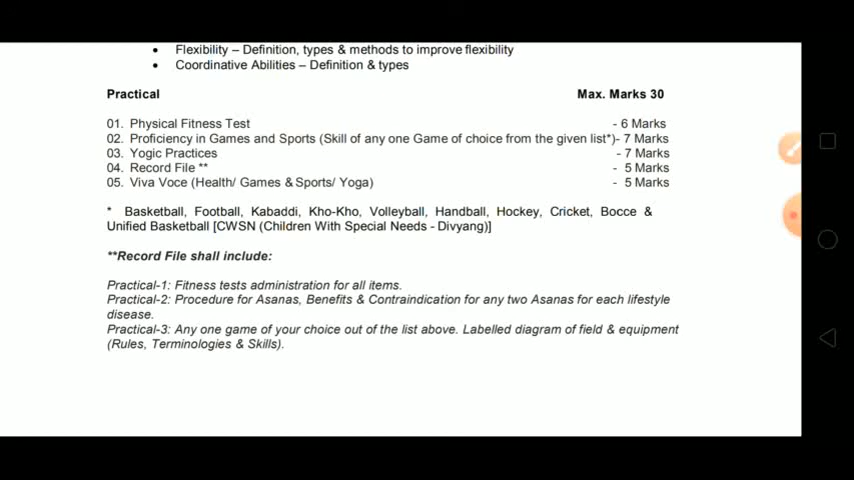 • Flexibility – Definition, types & methods to improve flexibility
• Coordinative Abilities – Definition & types
Practical Max. Marks 30
01. Physical Fitness Test - 6 Marks
02. Proficiency in Games and Sports (Skill of any one Game of choice from the given list*)- 7 Marks
03. Yogic Practices - 7 Marks
04. Record File ** - 5 Marks
05. Viva Voce (Health/ Games & Sports/ Yoga) - 5 Marks
* Basketball, Football, Kabaddi, Kho-Kho, Volleyball, Handball, Hockey, Cricket, Bocce &
Unified Basketball [CWSN (Children With Special Needs - Divyang)]
**Record File shall include:
Practical-1: Fitness tests administration for all items.
Practical-2: Procedure for Asanas, Benefits & Contraindication for any two Asanas for each lifestyle
disease.
Practical-3: Any one game of your choice out of the list above. Labelled diagram of field & equipment
(Rules, Terminologies & Skills).